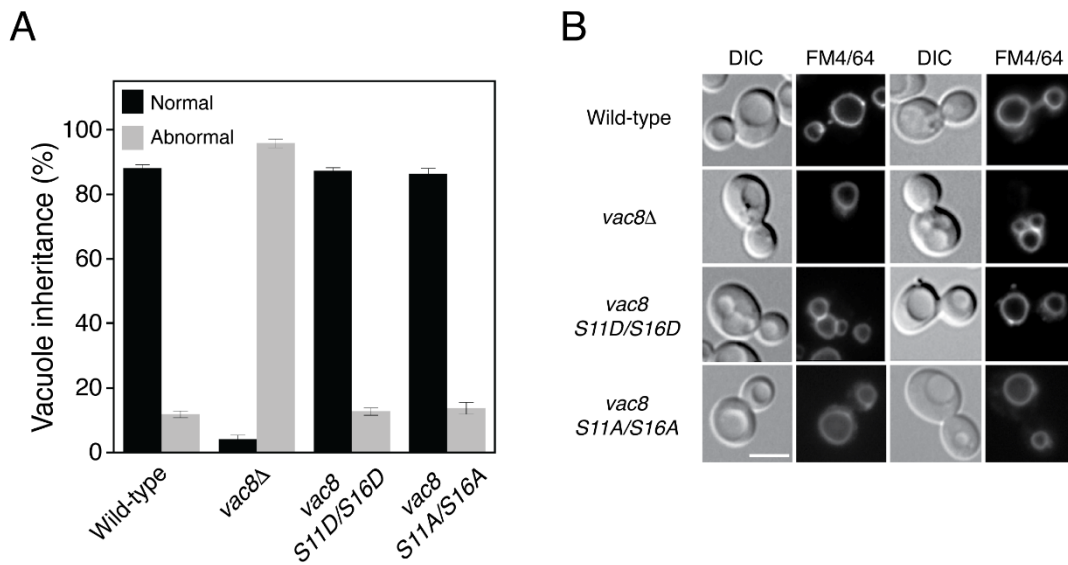 A
Vacuole inheritance (%)
Normal
Abnormal
100
80
60
40
20
0
Wild-type
vac8Δ
vac8
S11D/S16D
vac8
S11A/S16A
B
DIC FM4/64 DIC FM4/64
Wild-type
vac8Δ
vac8
S11D/S16D
vac8
S11A/S16A